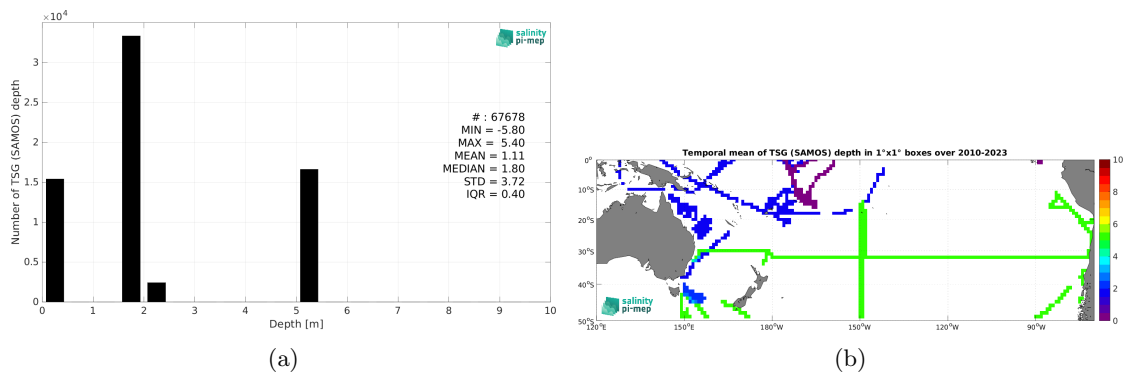 ×10⁴
3.5
3
2.5
2
1.5
1
0.5
0
Number of TSG (SAMOS) depth
0 1 2 3 4 5 6 7 8 9 10
Depth [m]
salinity
pi-mep
# : 67678
MIN = -5.80
MAX = 5.40
MEAN = 1.11
MEDIAN = 1.80
STD = 3.72
IQR = 0.40
(a)
Temporal mean of TSG (SAMOS) depth in 1°x1° boxes over 2010-2023
0°
10°S
20°S
30°S
40°S
50°S
120°E 150°E 180°W 150°W 120°W 90°W
10
8
6
4
2
0
salinity
pi-mep
(b)